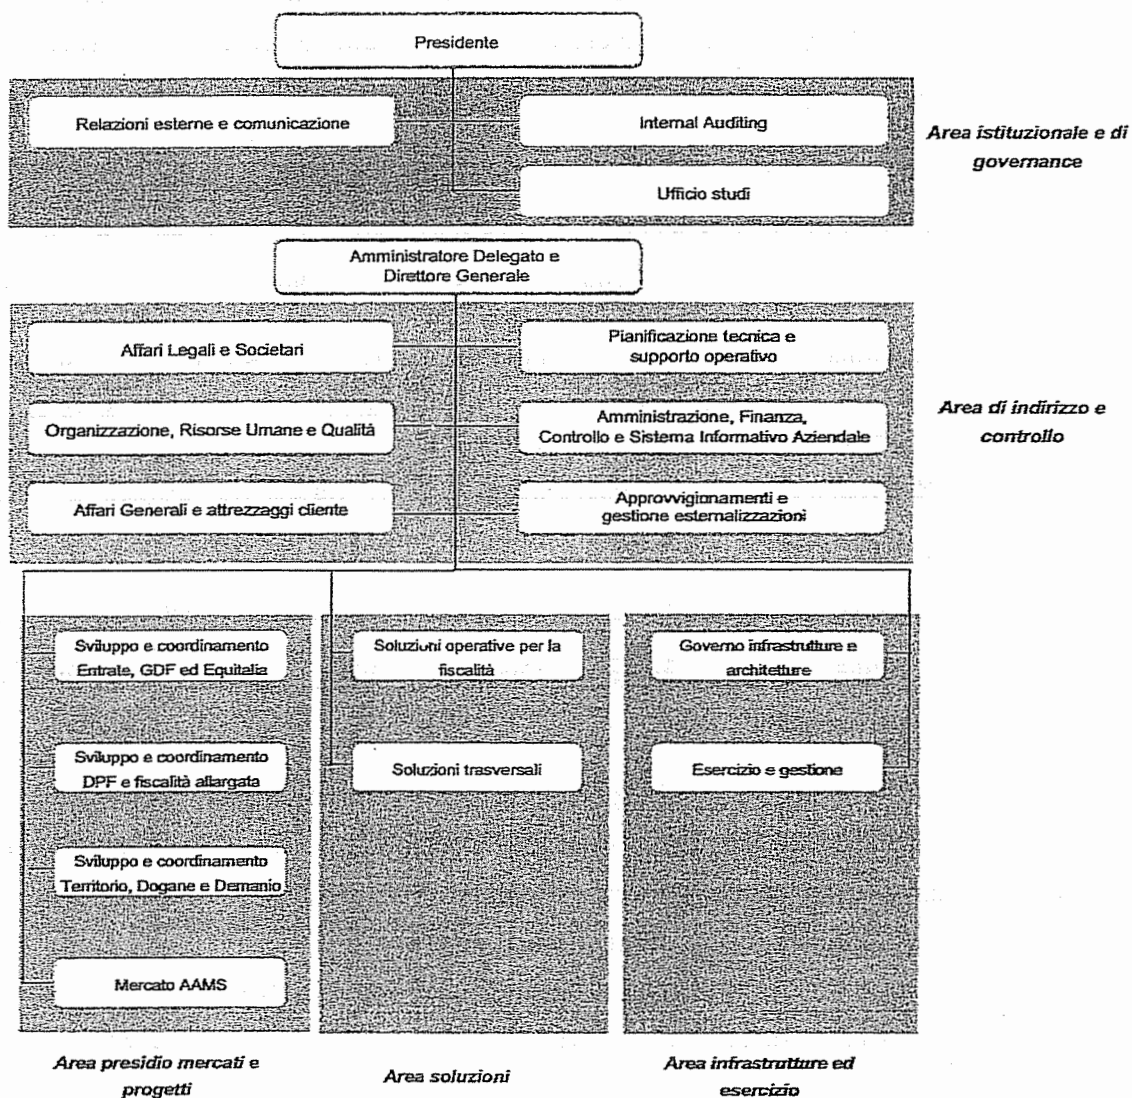 Presidente
Relazioni esterne e comunicazione
Internal Auditing
Ufficio studi
Area istituzionale e di
governance
Amministratore Delegato e
Direttore Generale
Affari Legali e Societari
Pianificazione tecnica e
supporto operativo
Organizzazione, Risorse Umane e Qualità
Amministrazione, Finanza,
Controllo e Sistema Informativo Aziendale
Affari Generali e attrezzaggi cliente
Approvvigionamenti e
gestione esternalizzazioni
Area di indirizzo e
controllo
Sviluppo e coordinamento
Entrate, GDF ed Equitalia
Sviluppo e coordinamento
DPF e fiscalità allargata
Sviluppo e coordinamento
Territorio, Dogane e Demanio
Mercato AAMS
Soluzioni operative per la
fiscalità
Soluzioni trasversali
Governo infrastrutture e
architetture
Esercizio e gestione
Area presidio mercati e
progetti
Area soluzioni
Area infrastrutture ed
esercizio